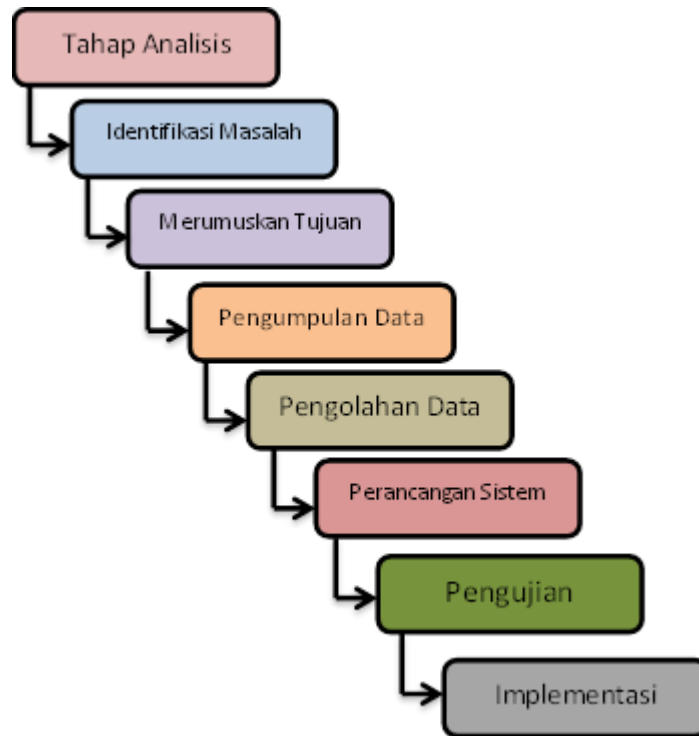 Tahap Analisis
Identifikasi Masalah
Merumuskan Tujuan
Pengumpulan Data
Pengolahan Data
Perancangan Sistem
Pengujian
Implementasi